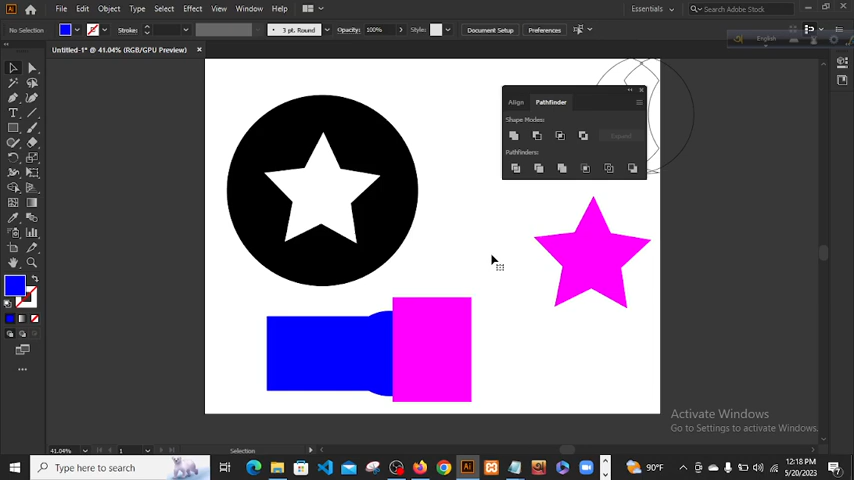 File Edit Object Type Select Effect View Window Help
Essentials
Search Adobe Stock
No Selection
Stroke:
3 pt. Round
Opacity: 100%
Style:
Document Setup
Preferences
Untitled-1* @ 41.04% (RGB/GPU Preview)
English
Align Pathfinder
Shape Modes:
Expand
Pathfinders:
Activate Windows
Go to Settings to activate Windows.
41.04%
1
Selection
Type here to search
90°F
12:18 PM
5/20/2023
7